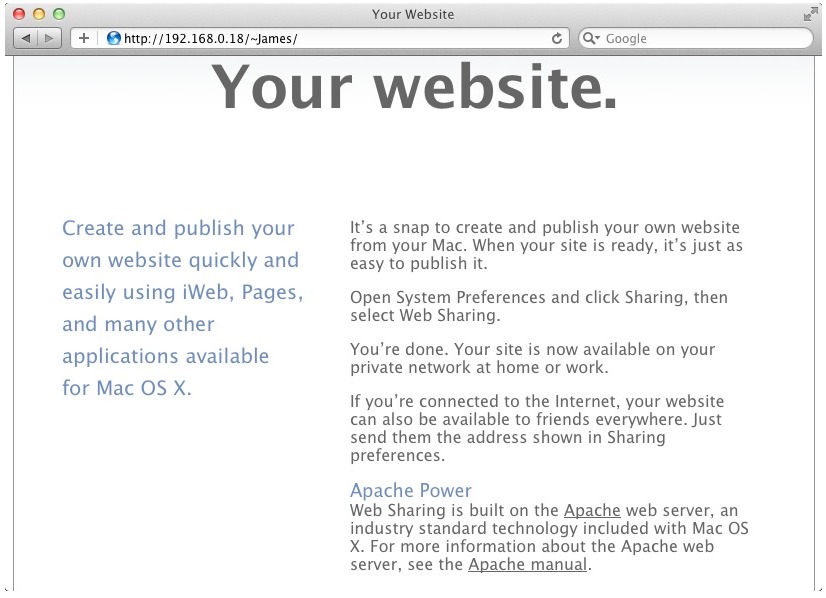 Your Website
http://192.168.0.18/~James/
Google
Your website.
Create and publish your
own website quickly and
easily using iWeb, Pages,
and many other
applications available
for Mac OS X.
It’s a snap to create and publish your own website
from your Mac. When your site is ready, it’s just as
easy to publish it.
Open System Preferences and click Sharing, then
select Web Sharing.
You’re done. Your site is now available on your
private network at home or work.
If you’re connected to the Internet, your website
can also be available to friends everywhere. Just
send them the address shown in Sharing
preferences.
Apache Power
Web Sharing is built on the Apache web server, an
industry standard technology included with Mac OS
X. For more information about the Apache web
server, see the Apache manual.